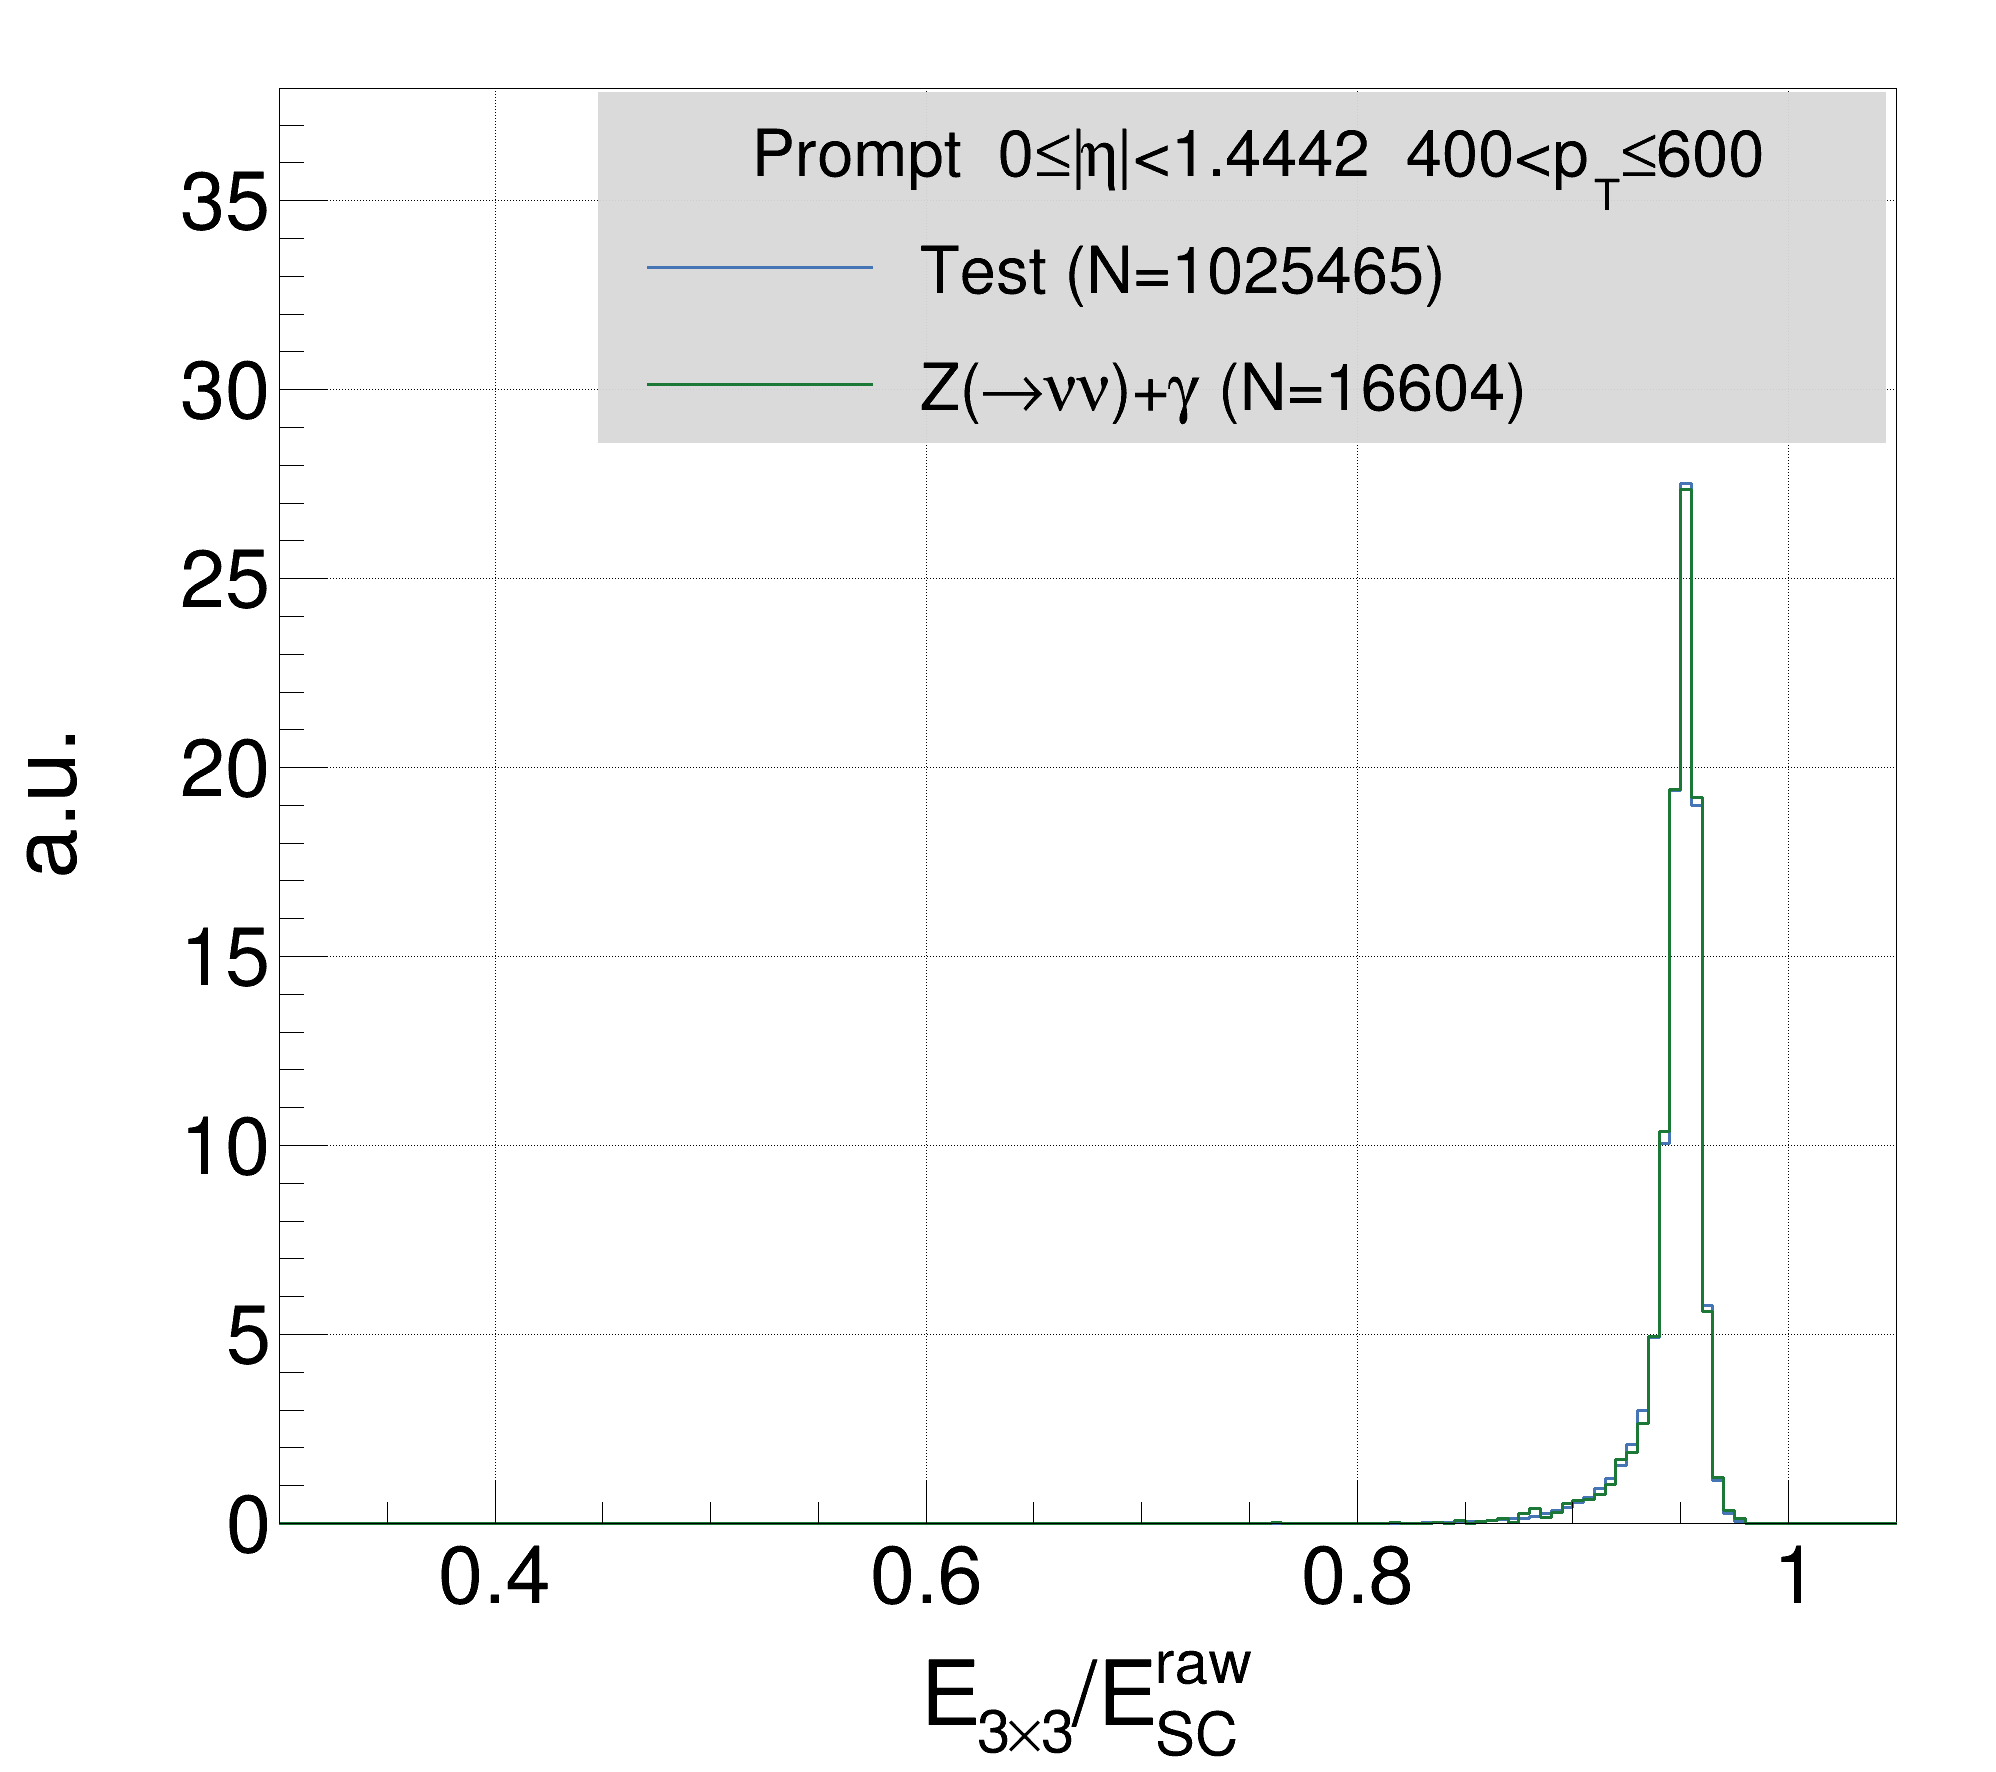 Prompt 0≤|η|<1.4442 400<p_T≤600
Test (N=1025465)
Z(→νν)+γ (N=16604)
a.u.
35
30
25
20
15
10
5
0
0.4 0.6 0.8 1
E_3×3/E_SC^raw